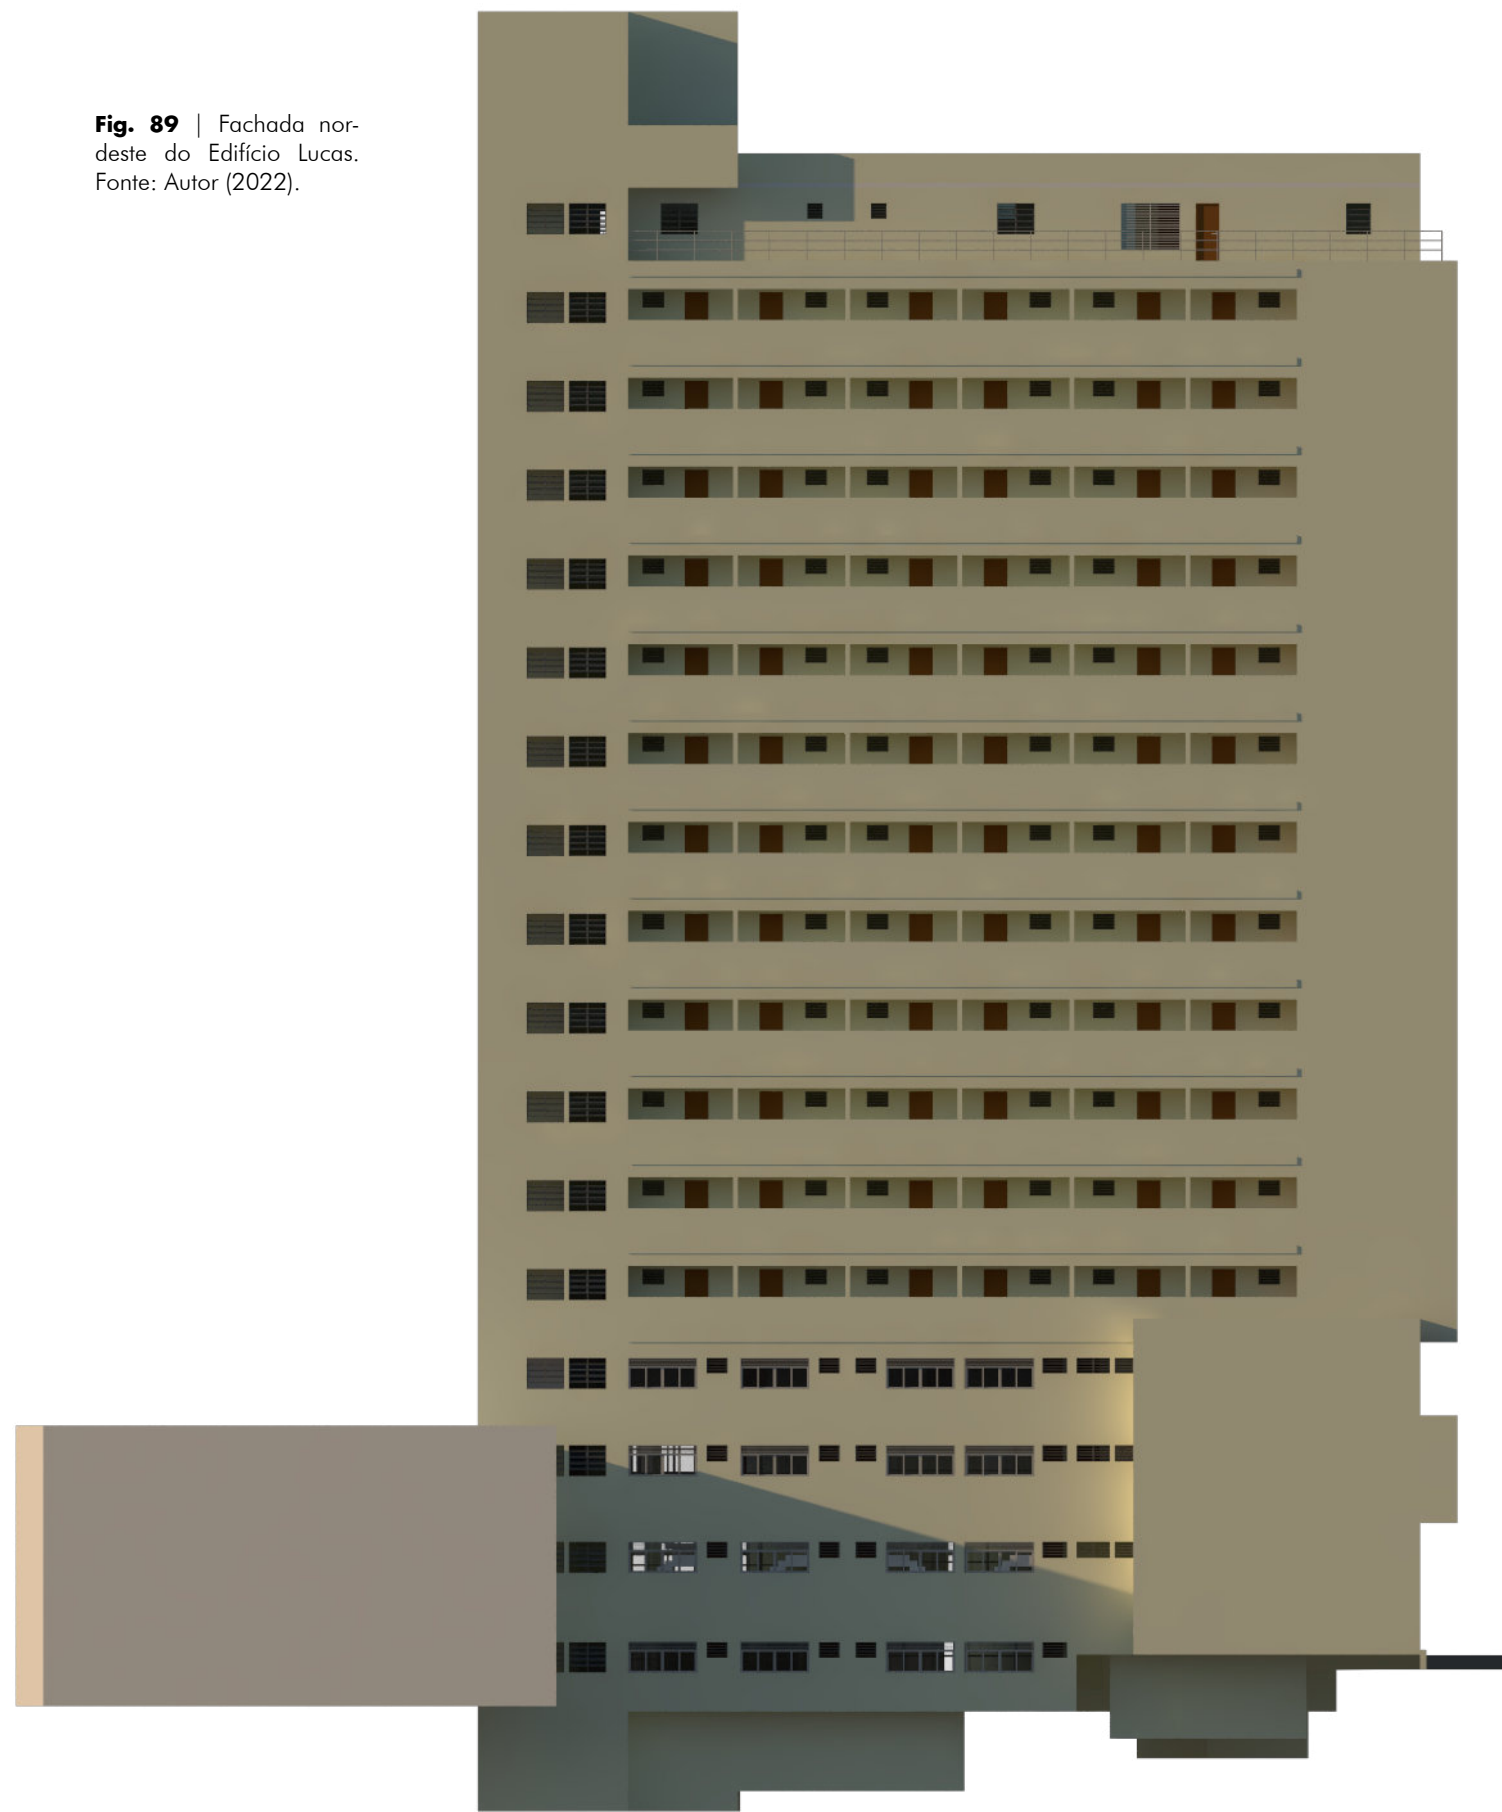 Fig. 89 | Fachada nor-
deste do Edifício Lucas.
Fonte: Autor (2022).